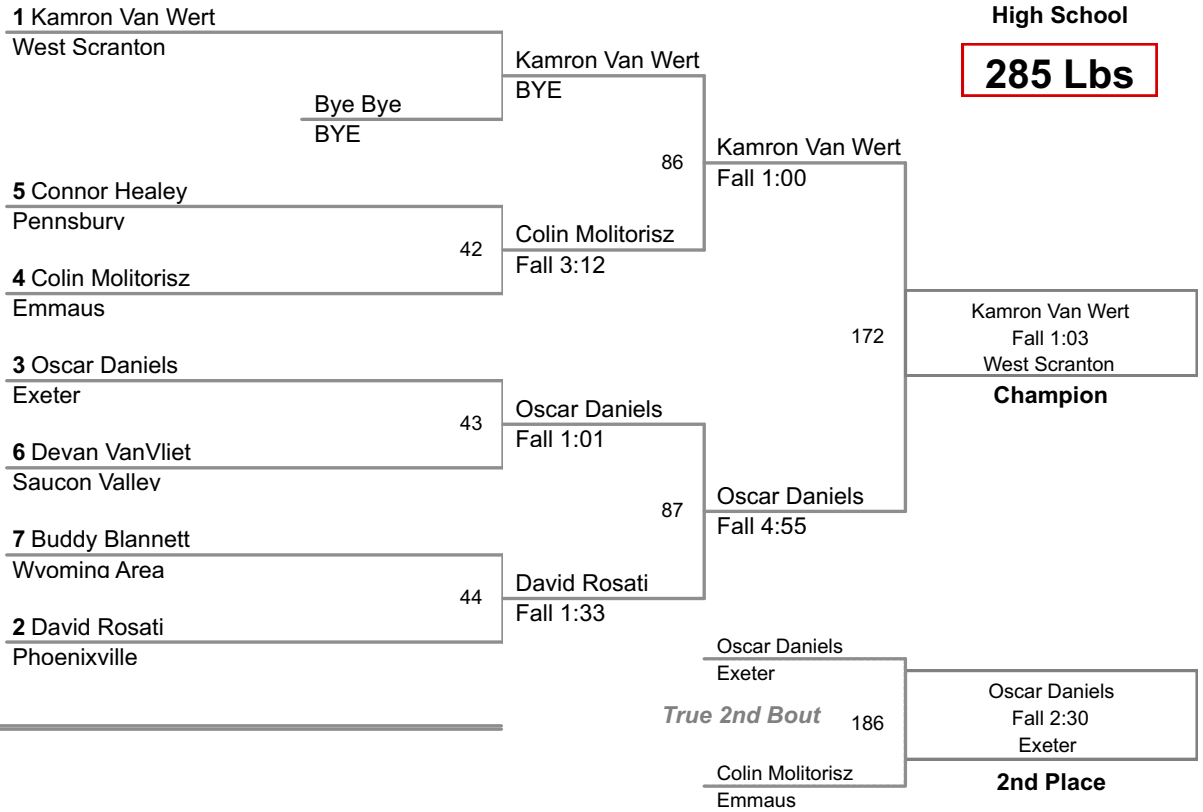 1 Kamron Van Wert
West Scranton
Bye Bye
BYE
5 Connor Healey
Pennsbury
42
4 Colin Molitorisz
Emmaus
3 Oscar Daniels
Exeter
43
6 Devan VanVliet
Saucon Valley
7 Buddy Blannett
Wyoming Area
44
2 David Rosati
Phoenixville
Kamron Van Wert
BYE
86
Colin Molitorisz
Fall 3:12
Oscar Daniels
Fall 1:01
87
David Rosati
Fall 1:33
Kamron Van Wert
Fall 1:00
172
Oscar Daniels
Fall 4:55
High School
285 Lbs
Kamron Van Wert
Fall 1:03
West Scranton
Champion
Oscar Daniels
Exeter
True 2nd Bout 186
Colin Molitorisz
Emmaus
Oscar Daniels
Fall 2:30
Exeter
2nd Place